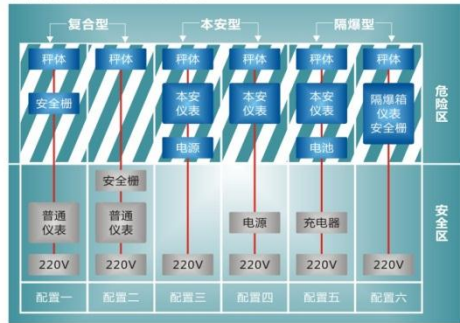 复合型 本安型 隔爆型
秤体 秤体 秤体 秤体 秤体 秤体
安全栅 本安仪表 本安仪表 本安仪表 隔爆箱仪表安全栅
电源 电池
危险区
安全栅
普通仪表 普通仪表 电源 充电器
220V 220V 220V 220V 220V 220V
安全区
配置一 配置二 配置三 配置四 配置五 配置六